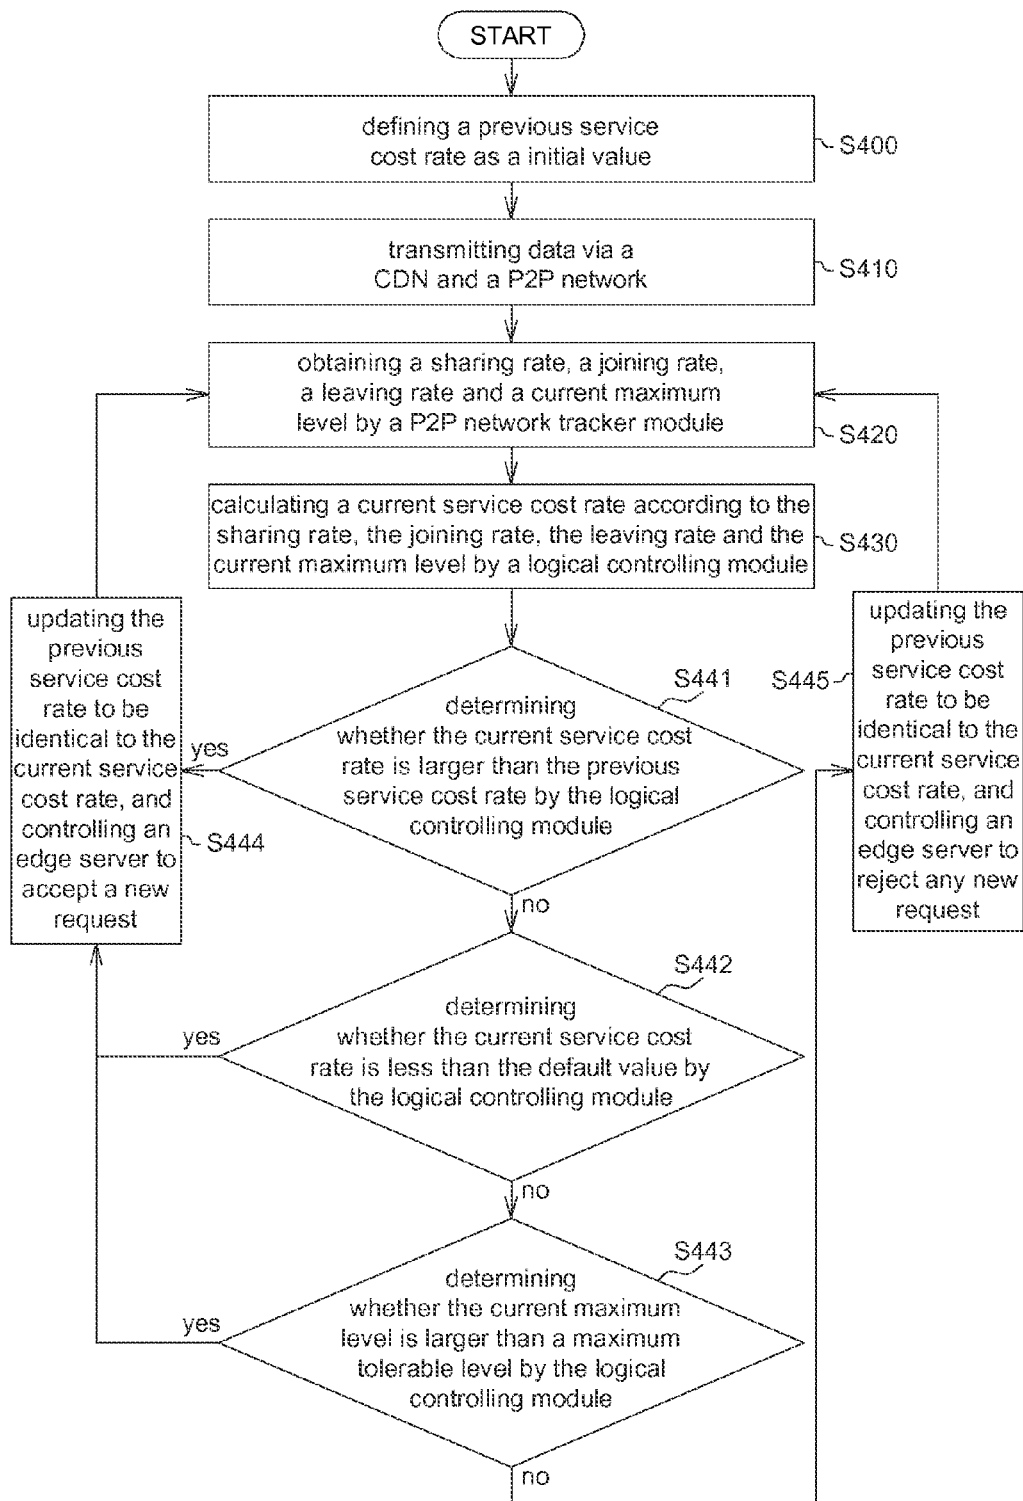 START
defining a previous service
cost rate as a initial value
S400
transmitting data via a
CDN and a P2P network
S410
obtaining a sharing rate, a joining rate,
a leaving rate and a current maximum
level by a P2P network tracker module
S420
calculating a current service cost rate according to the
sharing rate, the joining rate, the leaving rate and the
current maximum level by a logical controlling module
S430
determining
whether the current service cost
rate is larger than the previous
service cost rate by the logical
controlling module
S441
yes
no
updating the
previous
service cost
rate to be
identical to the
current service
cost rate, and
controlling an
edge server to
accept a new
request
S444
updating the
previous
service cost
rate to be
identical to the
current service
cost rate, and
controlling an
edge server to
reject any new
request
S445
determining
whether the current service cost
rate is less than the default value by
the logical controlling module
S442
yes
no
determining
whether the current maximum
level is larger than a maximum
tolerable level by the logical
controlling module
S443
yes
no